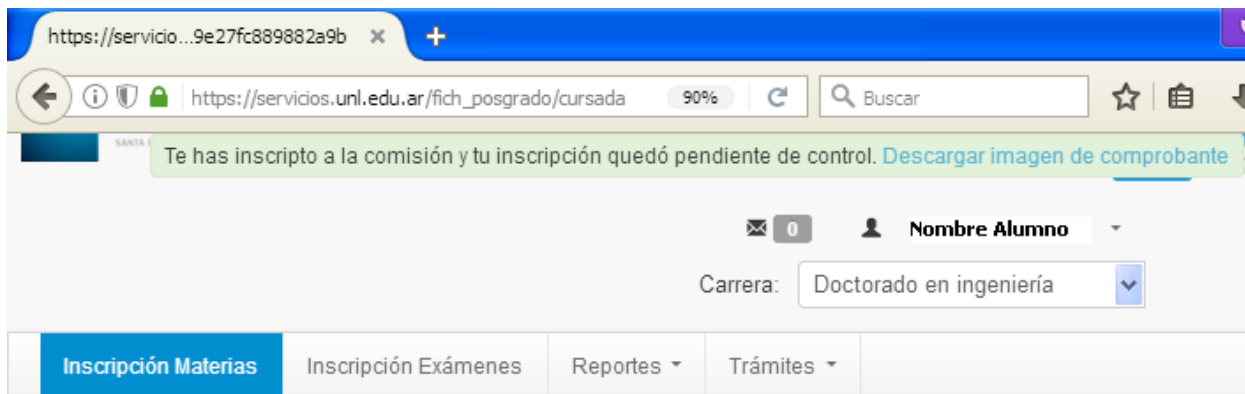 https://servicio...9e27fc889882a9b
https://servicios.unl.edu.ar/fich_posgrado/cursada 90% Buscar
SANTA
Te has inscripto a la comisión y tu inscripción quedó pendiente de control. Descargar imagen de comprobante
0 Nombre Alumno
Carrera: Doctorado en ingeniería
Inscripción Materias Inscripción Exámenes Reportes Trámites